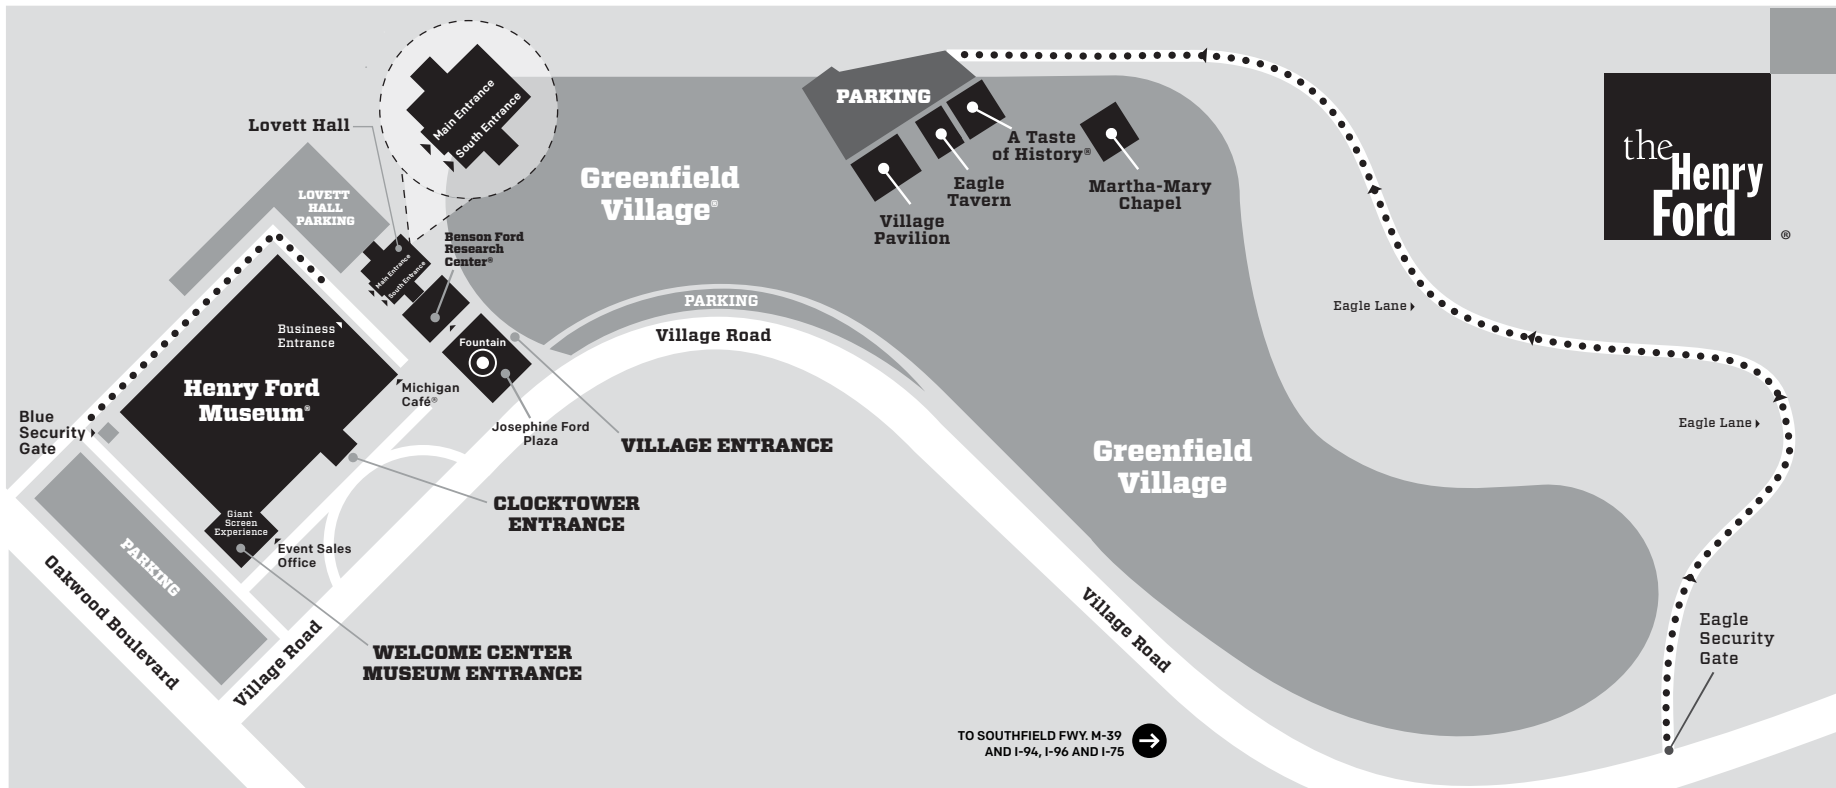 Main Entrance
South Entrance
Lovett Hall
LOVETT
HALL
PARKING
Main Entrance
South Entrance
Benson Ford
Research
Center®
Greenfield
Village®
PARKING
A Taste
of History®
Eagle
Tavern
Village
Pavilion
Martha-Mary
Chapel
the
Henry
Ford
®
Eagle Lane
Eagle Lane
PARKING
Village Road
Business
Entrance
Fountain
Henry Ford
Museum®
Michigan
Café®
Josephine Ford
Plaza
Blue
Security
Gate
VILLAGE ENTRANCE
CLOCKTOWER
ENTRANCE
Greenfield
Village
Giant
Screen
Experience
Event Sales
Office
PARKING
Oakwood Boulevard
Village Road
WELCOME CENTER
MUSEUM ENTRANCE
Village Road
Eagle
Security
Gate
TO SOUTHFIELD FWY. M-39
AND I-94, I-96 AND I-75